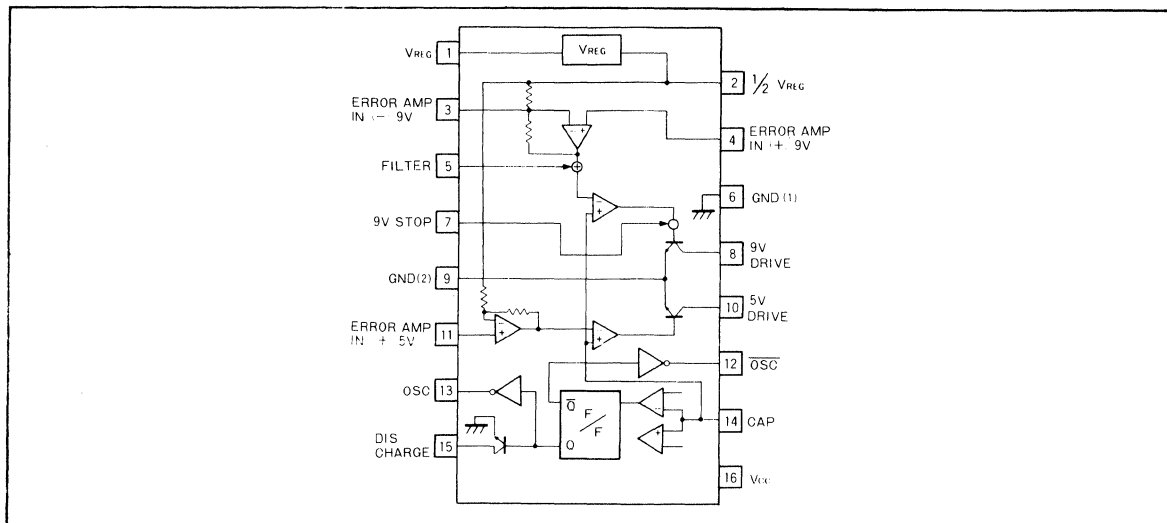 VREG 1
VREG
2 1/2 VREG
ERROR AMP
IN (− 9V
3
4 ERROR AMP
IN (+. 9V
FILTER 5
6 GND(1)
9V STOP 7
8 9V
DRIVE
GND(2) 9
10 5V
DRIVE
ERROR AMP
IN + 5V
11
12 OSC
OSC 13
Q̅
F/F
Q
14 CAP
DIS
CHARGE
15
16 Vcc